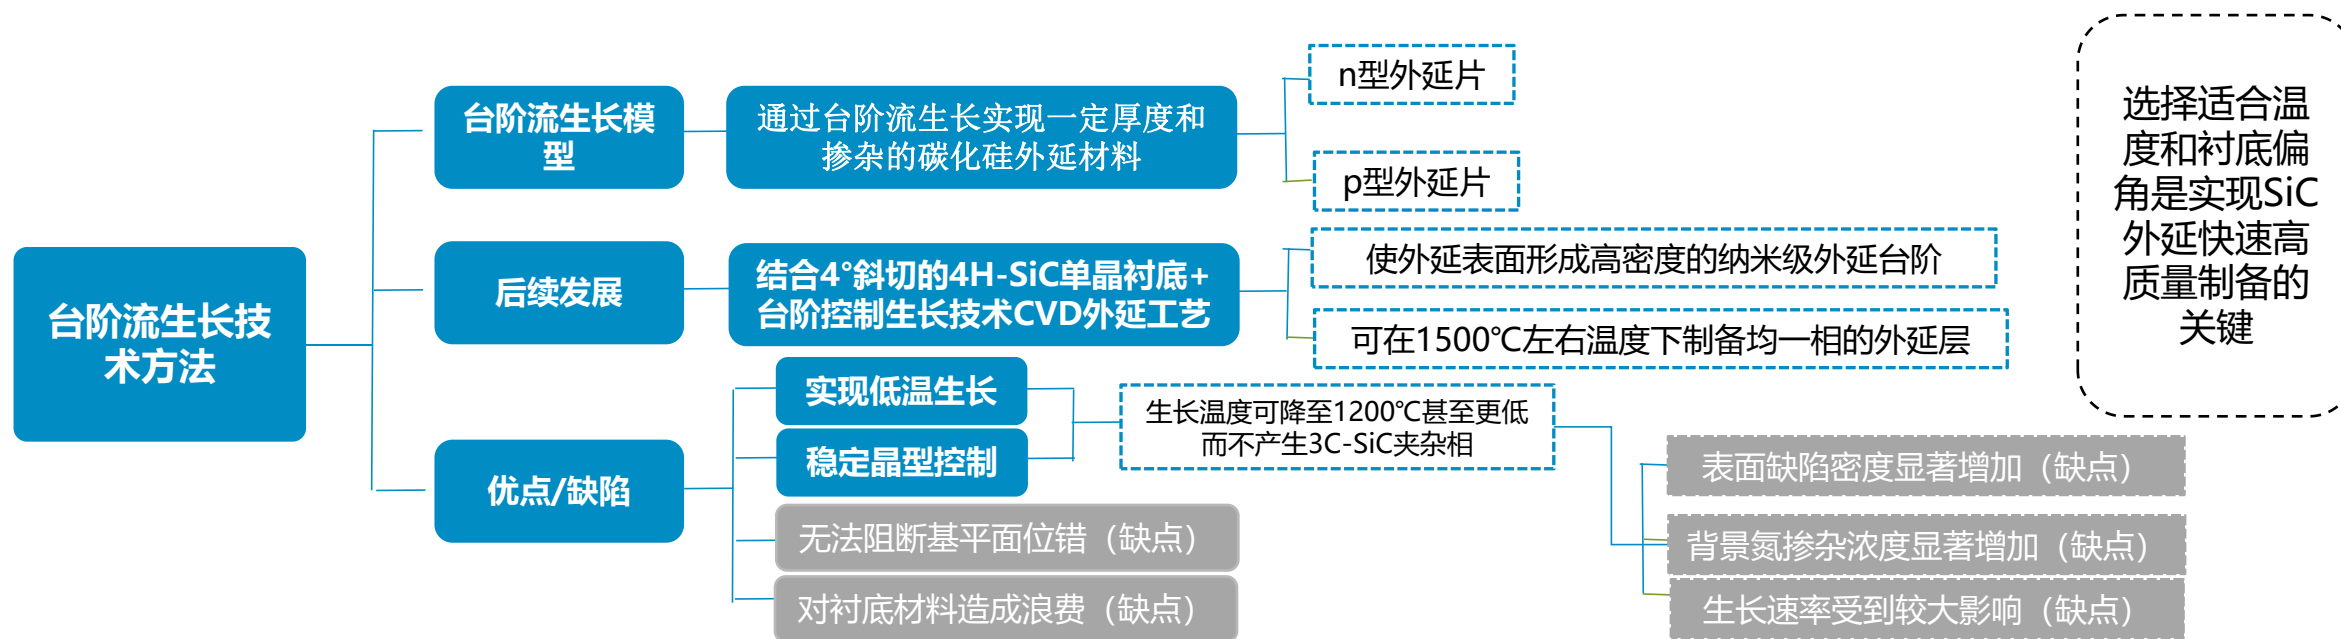 台阶流生长技
术方法
台阶流生长模
型
通过台阶流生长实现一定厚度和
掺杂的碳化硅外延材料
n型外延片
p型外延片
后续发展
结合4°斜切的4H-SiC单晶衬底+
台阶控制生长技术CVD外延工艺
使外延表面形成高密度的纳米级外延台阶
可在1500℃左右温度下制备均一相的外延层
优点/缺陷
实现低温生长
稳定晶型控制
生长温度可降至1200℃甚至更低
而不产生3C-SiC夹杂相
无法阻断基平面位错（缺点）
对衬底材料造成浪费（缺点）
表面缺陷密度显著增加（缺点）
背景氮掺杂浓度显著增加（缺点）
生长速率受到较大影响（缺点）
选择适合温
度和衬底偏
角是实现SiC
外延快速高
质量制备的
关键